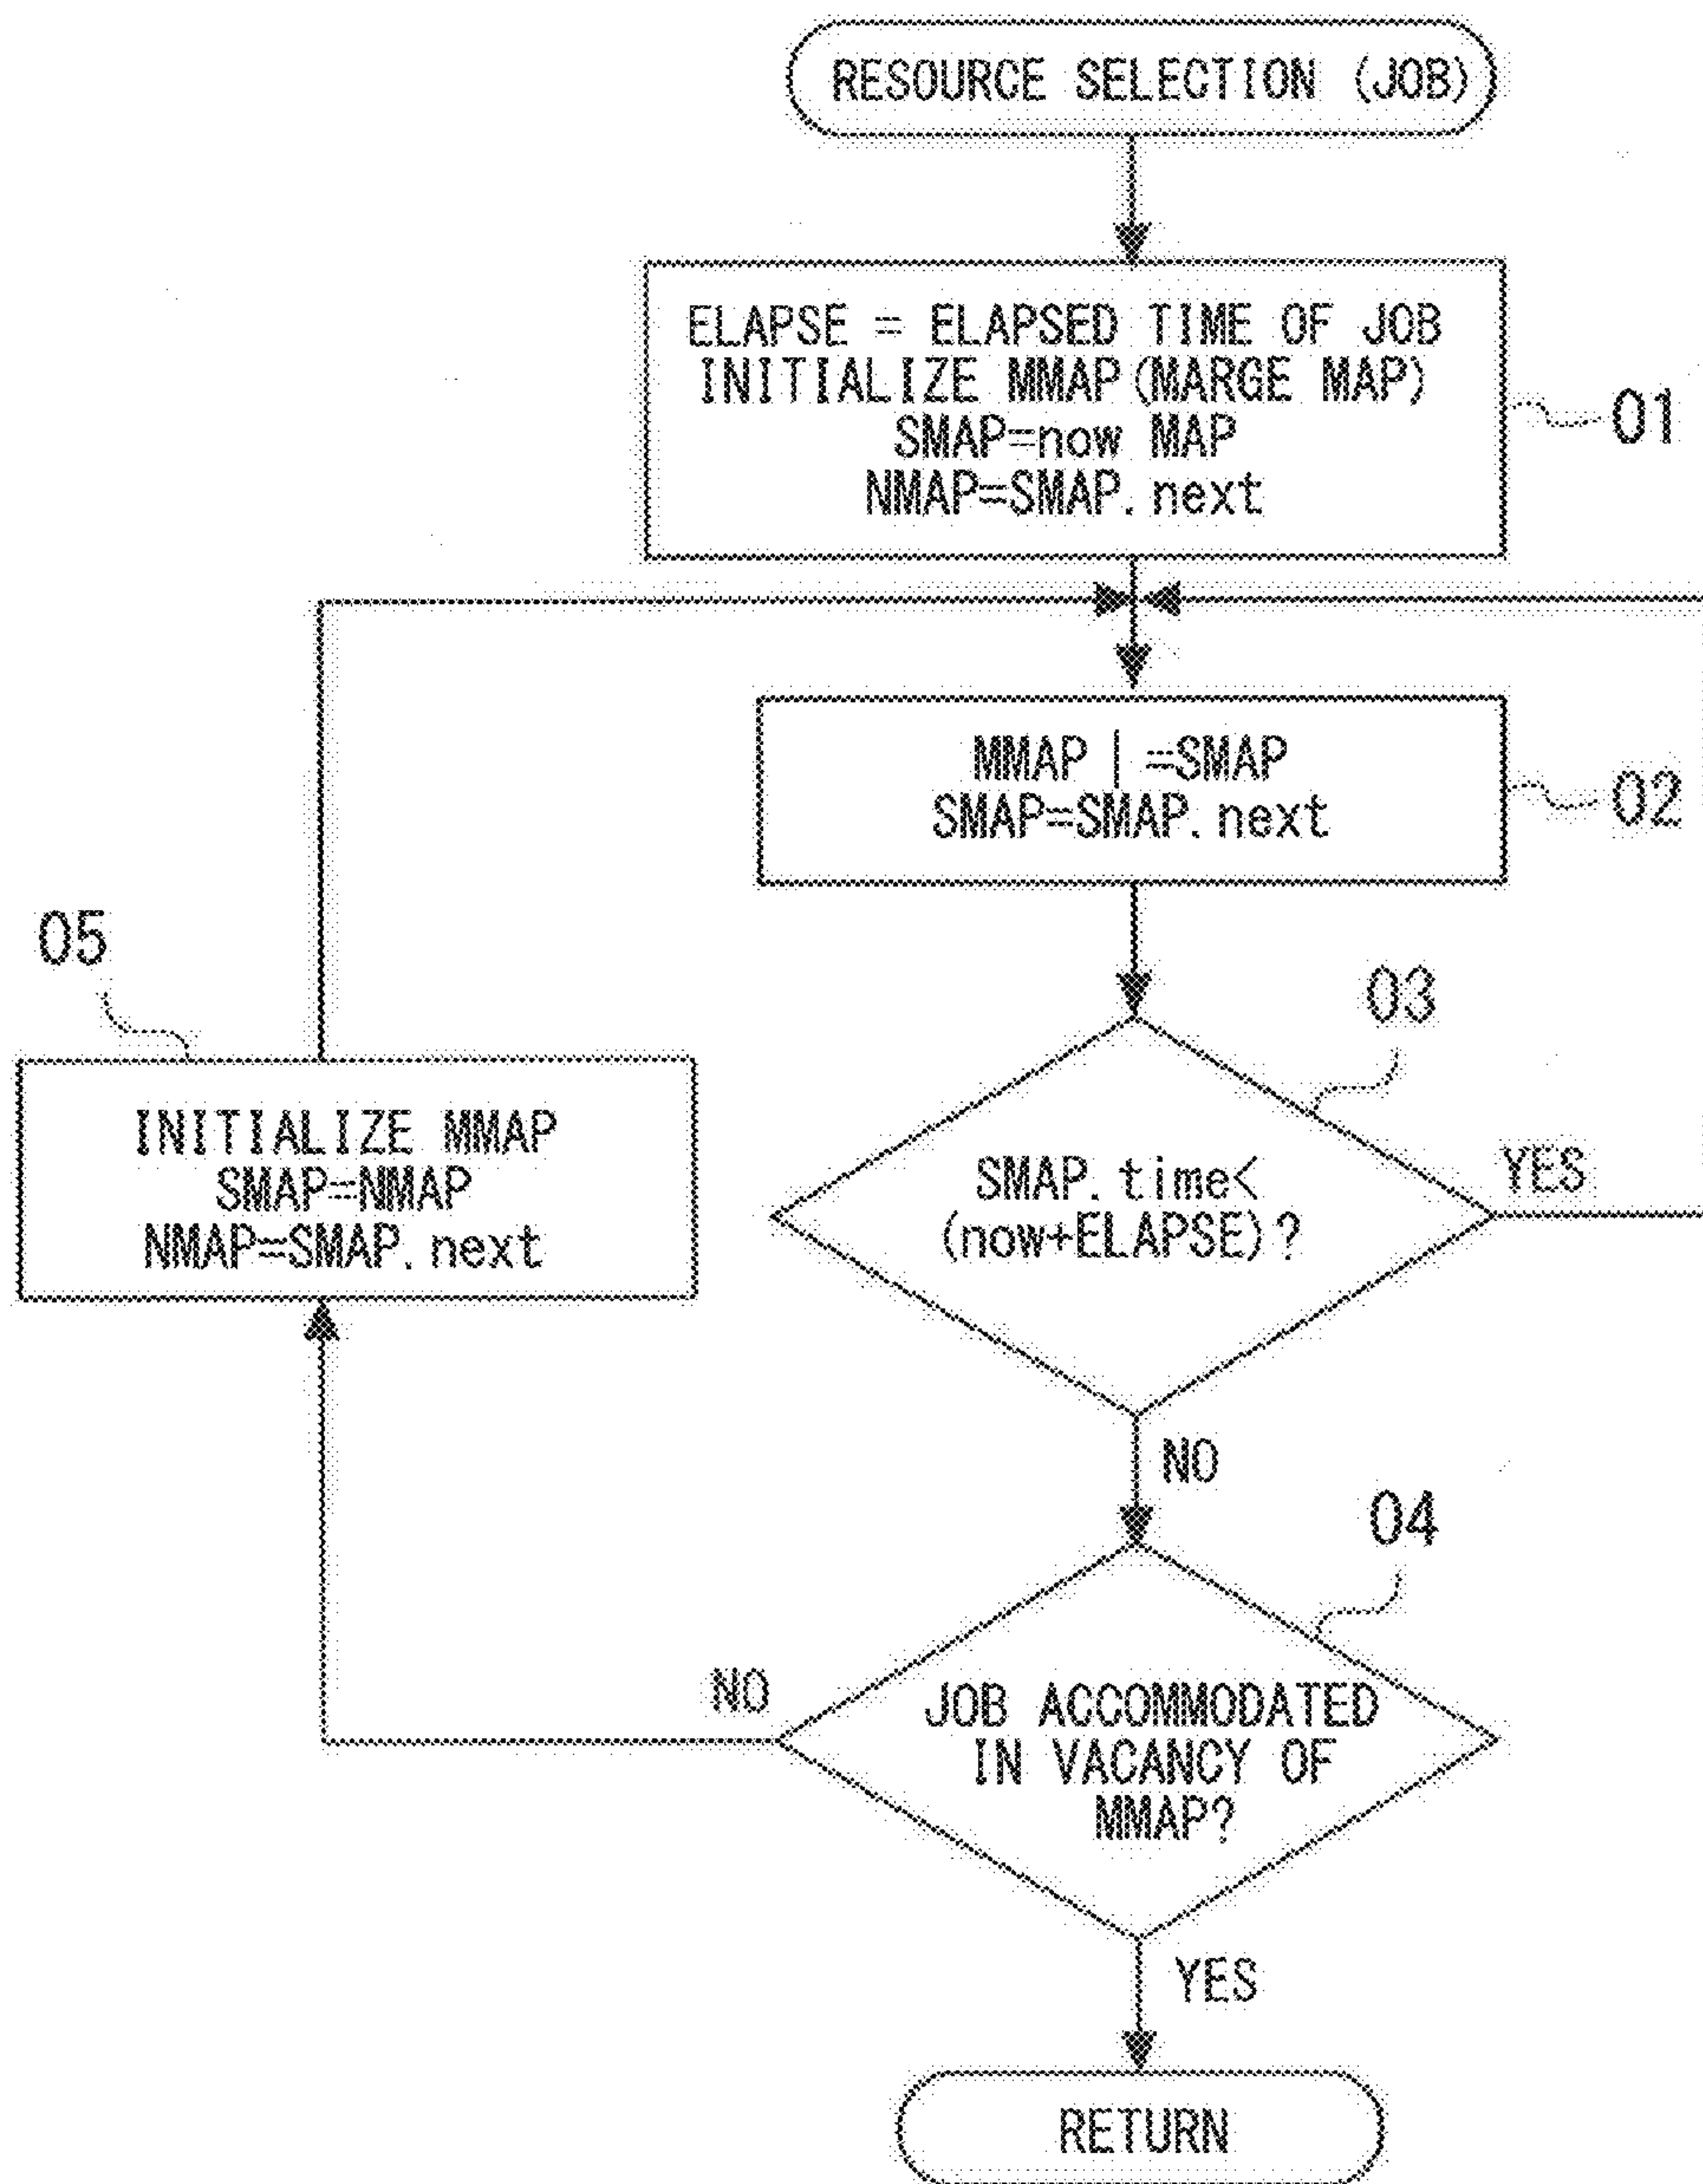 RESOURCE SELECTION (JOB)
ELAPSE = ELAPSED TIME OF JOB
INITIALIZE MMAP(MARGE MAP)
SMAP=now MAP
NMAP=SMAP.next
01
MMAP | =SMAP
SMAP=SMAP.next
02
05
INITIALIZE MMAP
SMAP=NMAP
NMAP=SMAP.next
03
SMAP.time<
(now+ELAPSE)?
YES
NO
04
JOB ACCOMMODATED
IN VACANCY OF
MMAP?
NO
YES
RETURN